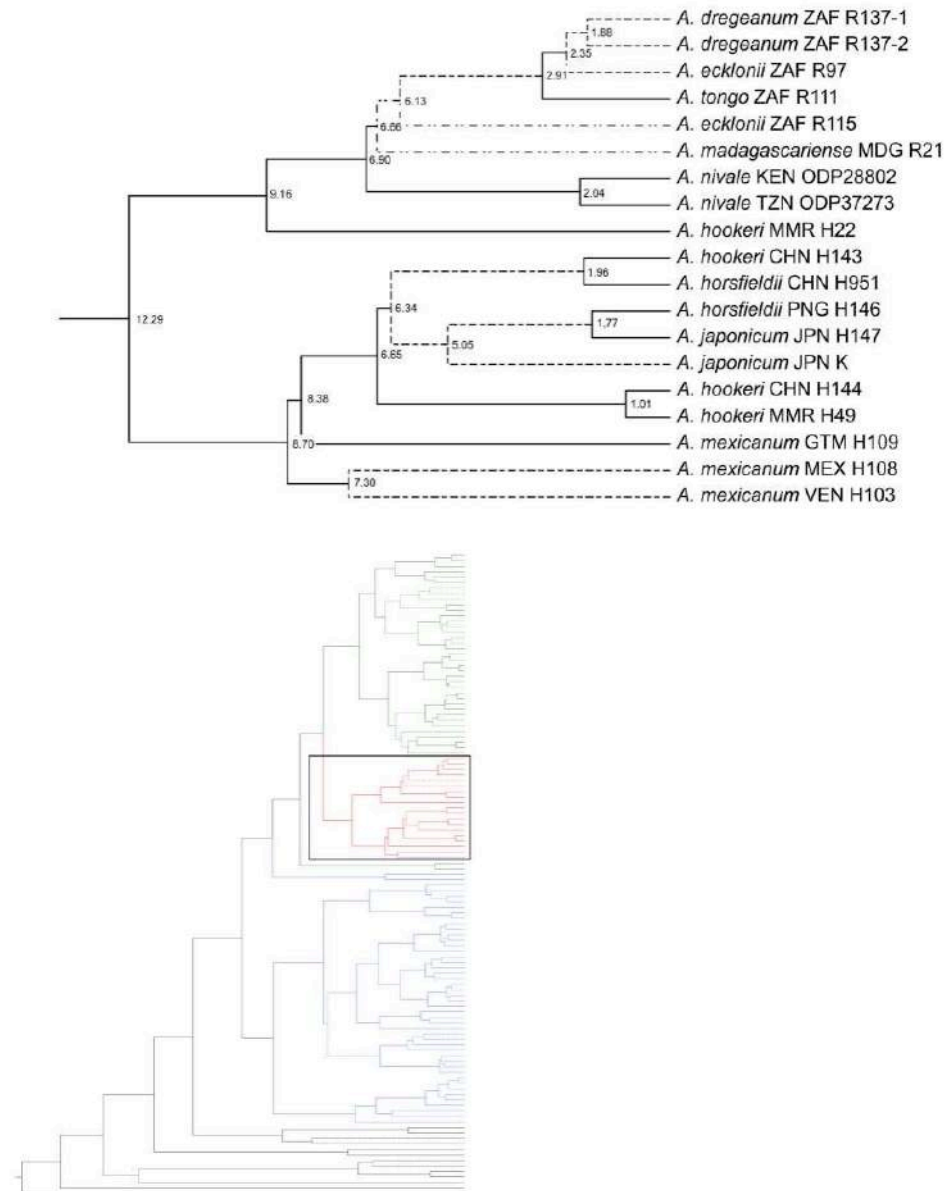 A. dregeanum ZAF R137-1
1.88
A. dregeanum ZAF R137-2
2.35
A. ecklonii ZAF R97
2.91
6.13
A. tongo ZAF R111
A. ecklonii ZAF R115
6.66
A. madagascariense MDG R21
6.90
A. nivale KEN ODP28802
9.16
2.04
A. nivale TZN ODP37273
A. hookeri MMR H22
A. hookeri CHN H143
1.96
A. horsfieldii CHN H951
6.34
A. horsfieldii PNG H146
12.29
1.77
A. japonicum JPN H147
5.05
6.65
A. japonicum JPN K
A. hookeri CHN H144
8.38
1.01
A. hookeri MMR H49
8.70
A. mexicanum GTM H109
A. mexicanum MEX H108
7.30
A. mexicanum VEN H103